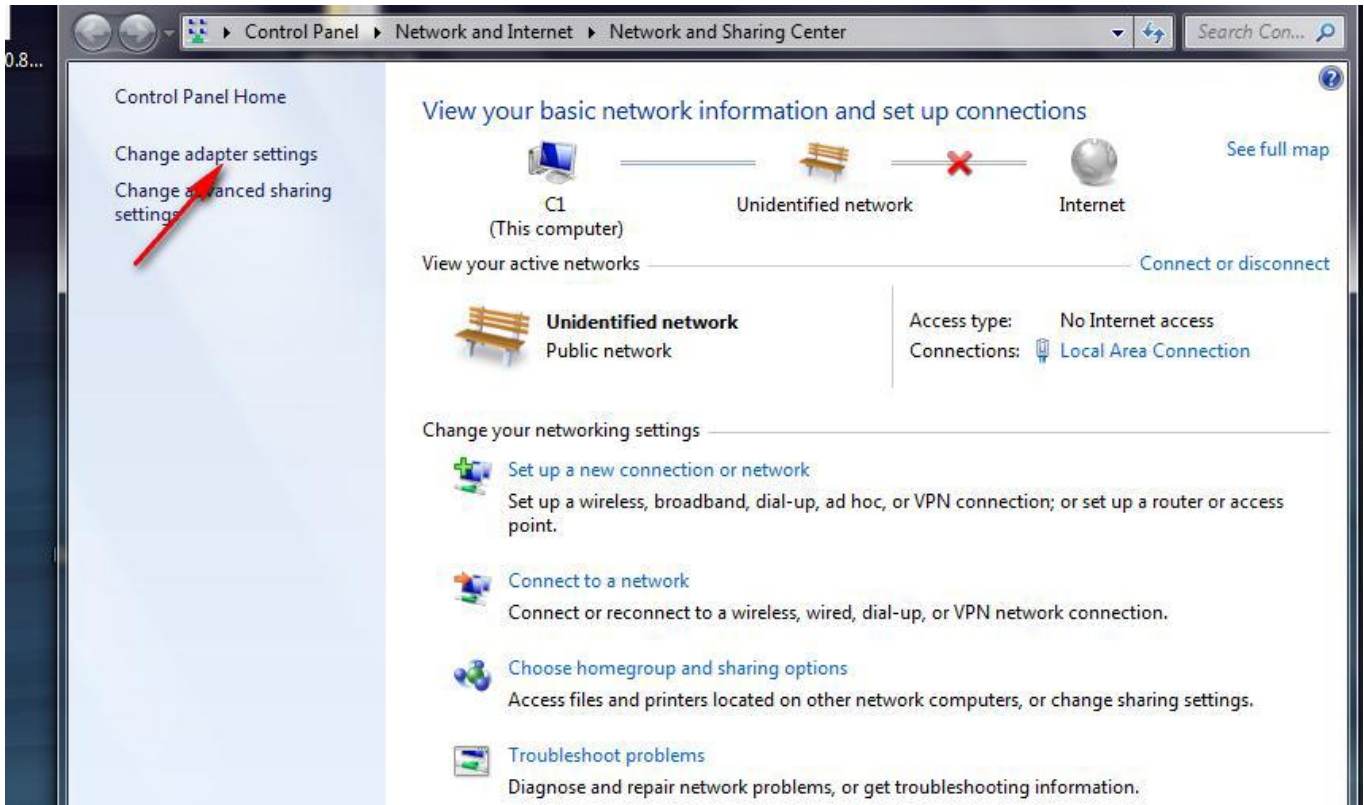 0.8...
Control Panel Network and Internet Network and Sharing Center
Search Con...
Control Panel Home
Change adapter settings
Change advanced sharing
settings
View your basic network information and set up connections
See full map
C1
(This computer)
Unidentified network
Internet
View your active networks
Connect or disconnect
Unidentified network
Public network
Access type: No Internet access
Connections: Local Area Connection
Change your networking settings
Set up a new connection or network
Set up a wireless, broadband, dial-up, ad hoc, or VPN connection; or set up a router or access
point.
Connect to a network
Connect or reconnect to a wireless, wired, dial-up, or VPN network connection.
Choose homegroup and sharing options
Access files and printers located on other network computers, or change sharing settings.
Troubleshoot problems
Diagnose and repair network problems, or get troubleshooting information.